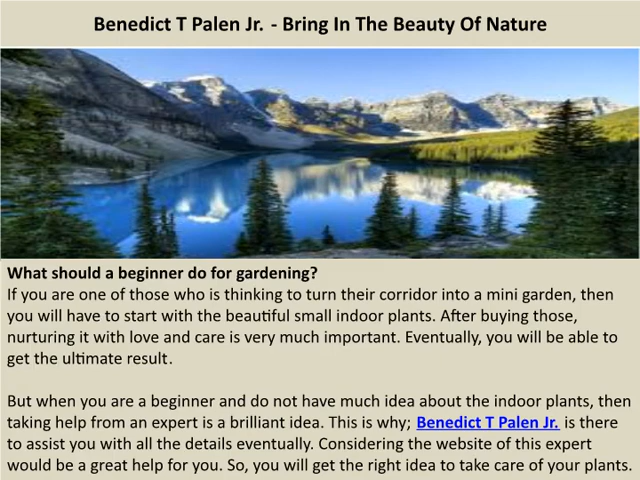 Benedict T Palen Jr. - Bring In The Beauty Of Nature
What should a beginner do for gardening?
If you are one of those who is thinking to turn their corridor into a mini garden, then
you will have to start with the beautiful small indoor plants. After buying those,
nurturing it with love and care is very much important. Eventually, you will be able to
get the ultimate result.
But when you are a beginner and do not have much idea about the indoor plants, then
taking help from an expert is a brilliant idea. This is why; Benedict T Palen Jr. is there
to assist you with all the details eventually. Considering the website of this expert
would be a great help for you. So, you will get the right idea to take care of your plants.